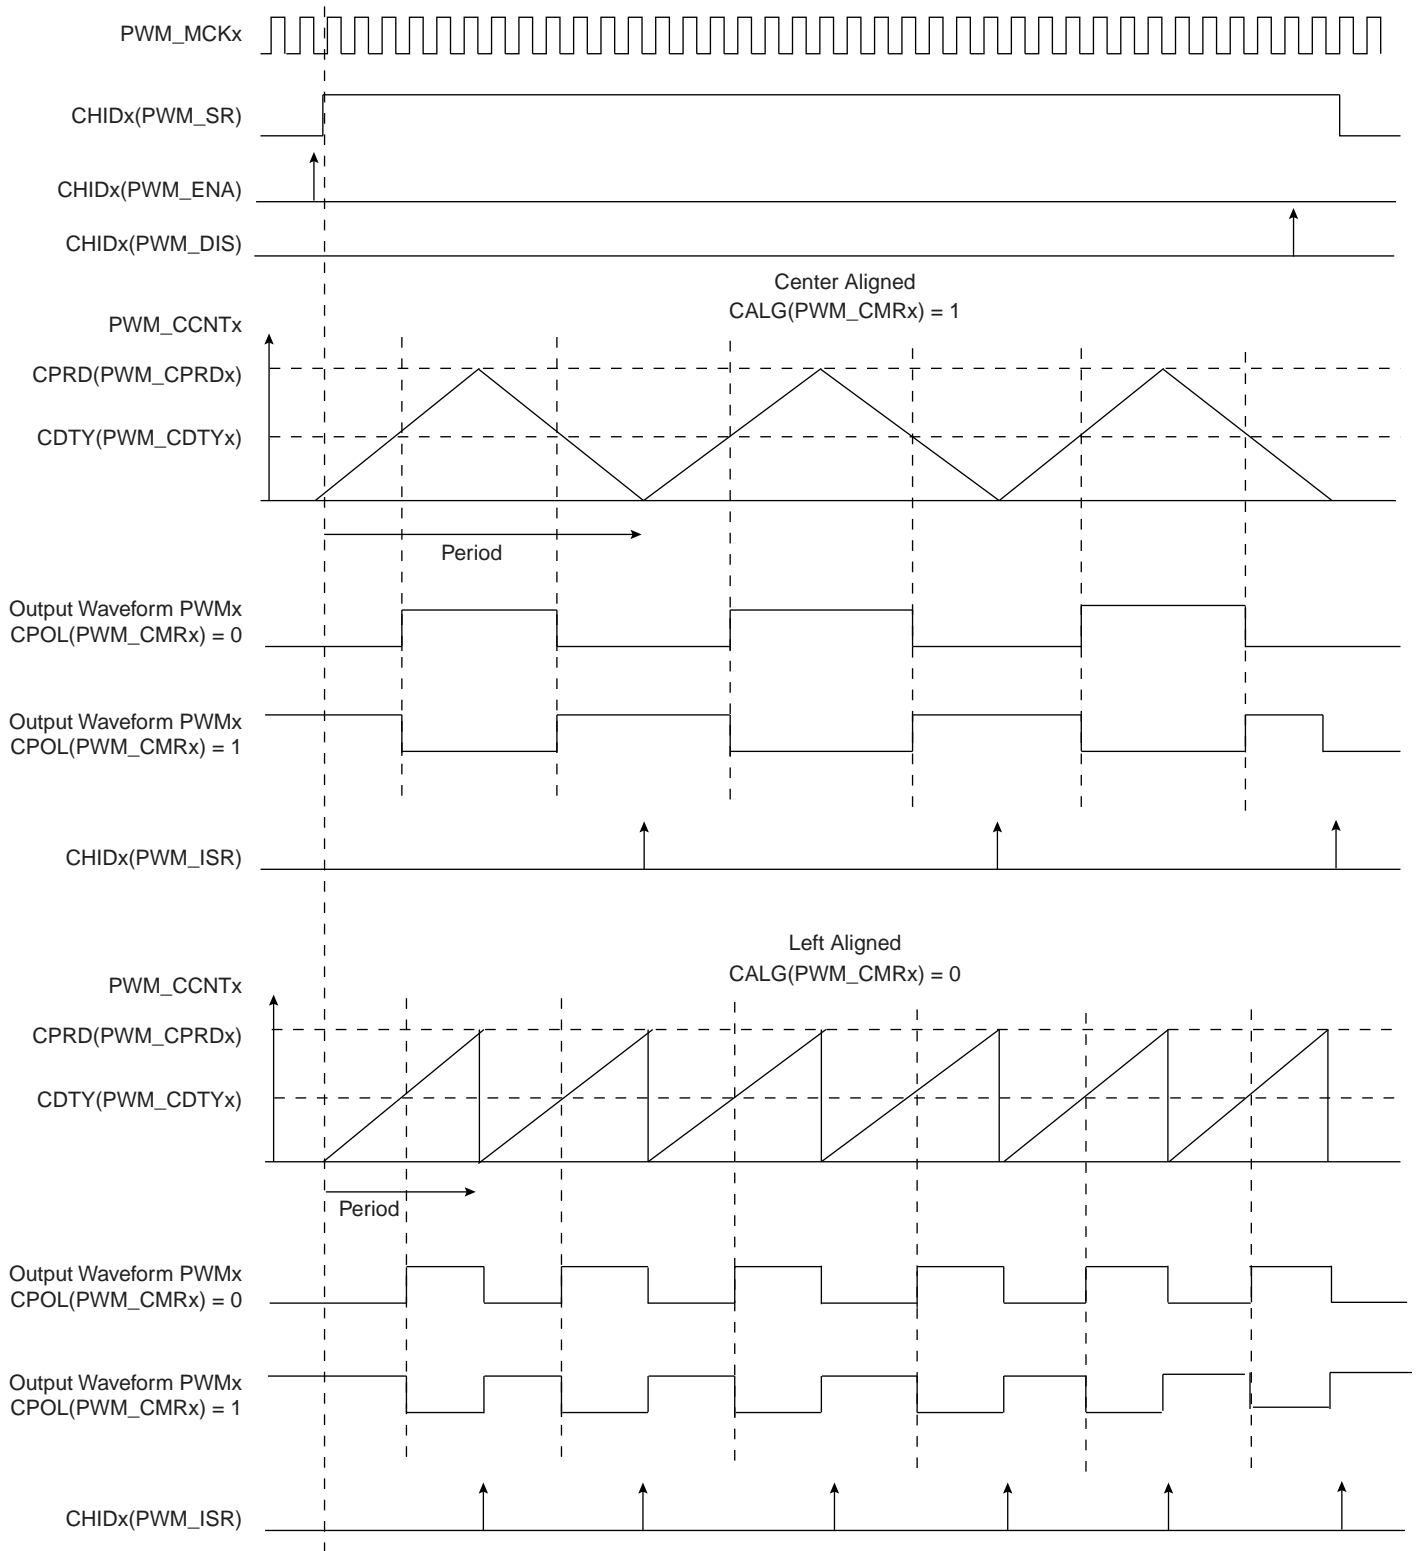 PWM_MCKx
CHIDx(PWM_SR)
CHIDx(PWM_ENA)
CHIDx(PWM_DIS)
Center Aligned
CALG(PWM_CMRx) = 1
PWM_CCNTx
CPRD(PWM_CPRDx)
CDTY(PWM_CDTYx)
Period
Output Waveform PWMx
CPOL(PWM_CMRx) = 0
Output Waveform PWMx
CPOL(PWM_CMRx) = 1
CHIDx(PWM_ISR)
Left Aligned
CALG(PWM_CMRx) = 0
PWM_CCNTx
CPRD(PWM_CPRDx)
CDTY(PWM_CDTYx)
Period
Output Waveform PWMx
CPOL(PWM_CMRx) = 0
Output Waveform PWMx
CPOL(PWM_CMRx) = 1
CHIDx(PWM_ISR)